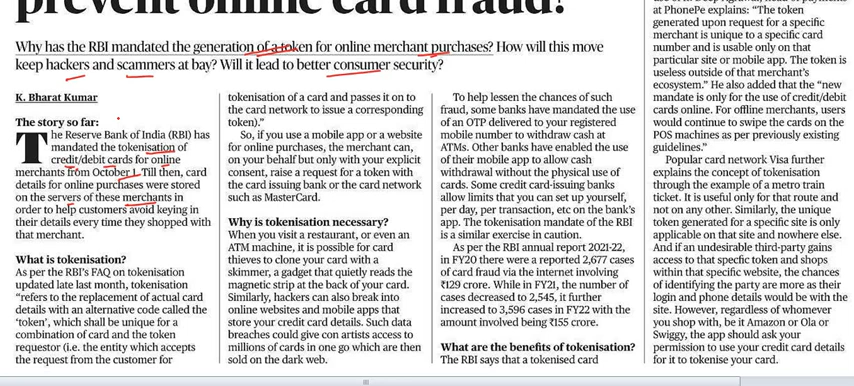 prevent online card fraud?
Why has the RBI mandated the generation of a token for online merchant purchases? How will this move
keep hackers and scammers at bay? Will it lead to better consumer security?
K. Bharat Kumar
The story so far:
The Reserve Bank of India (RBI) has
mandated the tokenisation of
credit/debit cards for online
merchants from October 1. Till then, card
details for online purchases were stored
on the servers of these merchants in
order to help customers avoid keying in
their details every time they shopped with
that merchant.
What is tokenisation?
As per the RBI's FAQ on tokenisation
updated late last month, tokenisation
"refers to the replacement of actual card
details with an alternative code called the
'token', which shall be unique for a
combination of card and the token
requestor (i.e. the entity which accepts
the request from the customer for
tokenisation of a card and passes it on to
the card network to issue a corresponding
token)."
So, if you use a mobile app or a website
for online purchases, the merchant can,
on your behalf but only with your explicit
consent, raise a request for a token with
the card issuing bank or the card network
such as MasterCard.
Why is tokenisation necessary?
When you visit a restaurant, or even an
ATM machine, it is possible for card
thieves to clone your card with a
skimmer, a gadget that quietly reads the
magnetic strip at the back of your card.
Similarly, hackers can also break into
online websites and mobile apps that
store your credit card details. Such data
breaches could give con artists access to
millions of cards in one go which are then
sold on the dark web.
To help lessen the chances of such
fraud, some banks have mandated the use
of an OTP delivered to your registered
mobile number to withdraw cash at
ATMs. Other banks have enabled the use
of their mobile app to allow cash
withdrawal without the physical use of
cards. Some credit card-issuing banks
allow limits that you can set up yourself,
per day, per transaction, etc on the bank's
app. The tokenisation mandate of the RBI
is a similar exercise in caution.
As per the RBI annual report 2021-22,
in FY20 there were a reported 2,677 cases
of card fraud via the internet involving
₹129 crore. While in FY21, the number of
cases decreased to 2,545, it further
increased to 3,596 cases in FY22 with the
amount involved being ₹155 crore.
What are the benefits of tokenisation?
The RBI says that a tokenised card
at PhonePe explains: "The token
generated upon request for a specific
merchant is unique to a specific card
number and is usable only on that
particular site or mobile app. The token is
useless outside of that merchant's
ecosystem." He also added that the "new
mandate is only for the use of credit/debit
cards online. For offline merchants, users
would continue to swipe the cards on the
POS machines as per previously existing
guidelines."
Popular card network Visa further
explains the concept of tokenisation
through the example of a metro train
ticket. It is useful only for that route and
not on any other. Similarly, the unique
token generated for a specific site is only
applicable on that site and nowhere else.
And if an undesirable third-party gains
access to that specfic token and shops
within that specific website, the chances
of identifying the party are more as their
login and phone details would be with the
site. However, regardless of whomever
you shop with, be it Amazon or Ola or
Swiggy, the app should ask your
permission to use your credit card details
for it to tokenise your card.